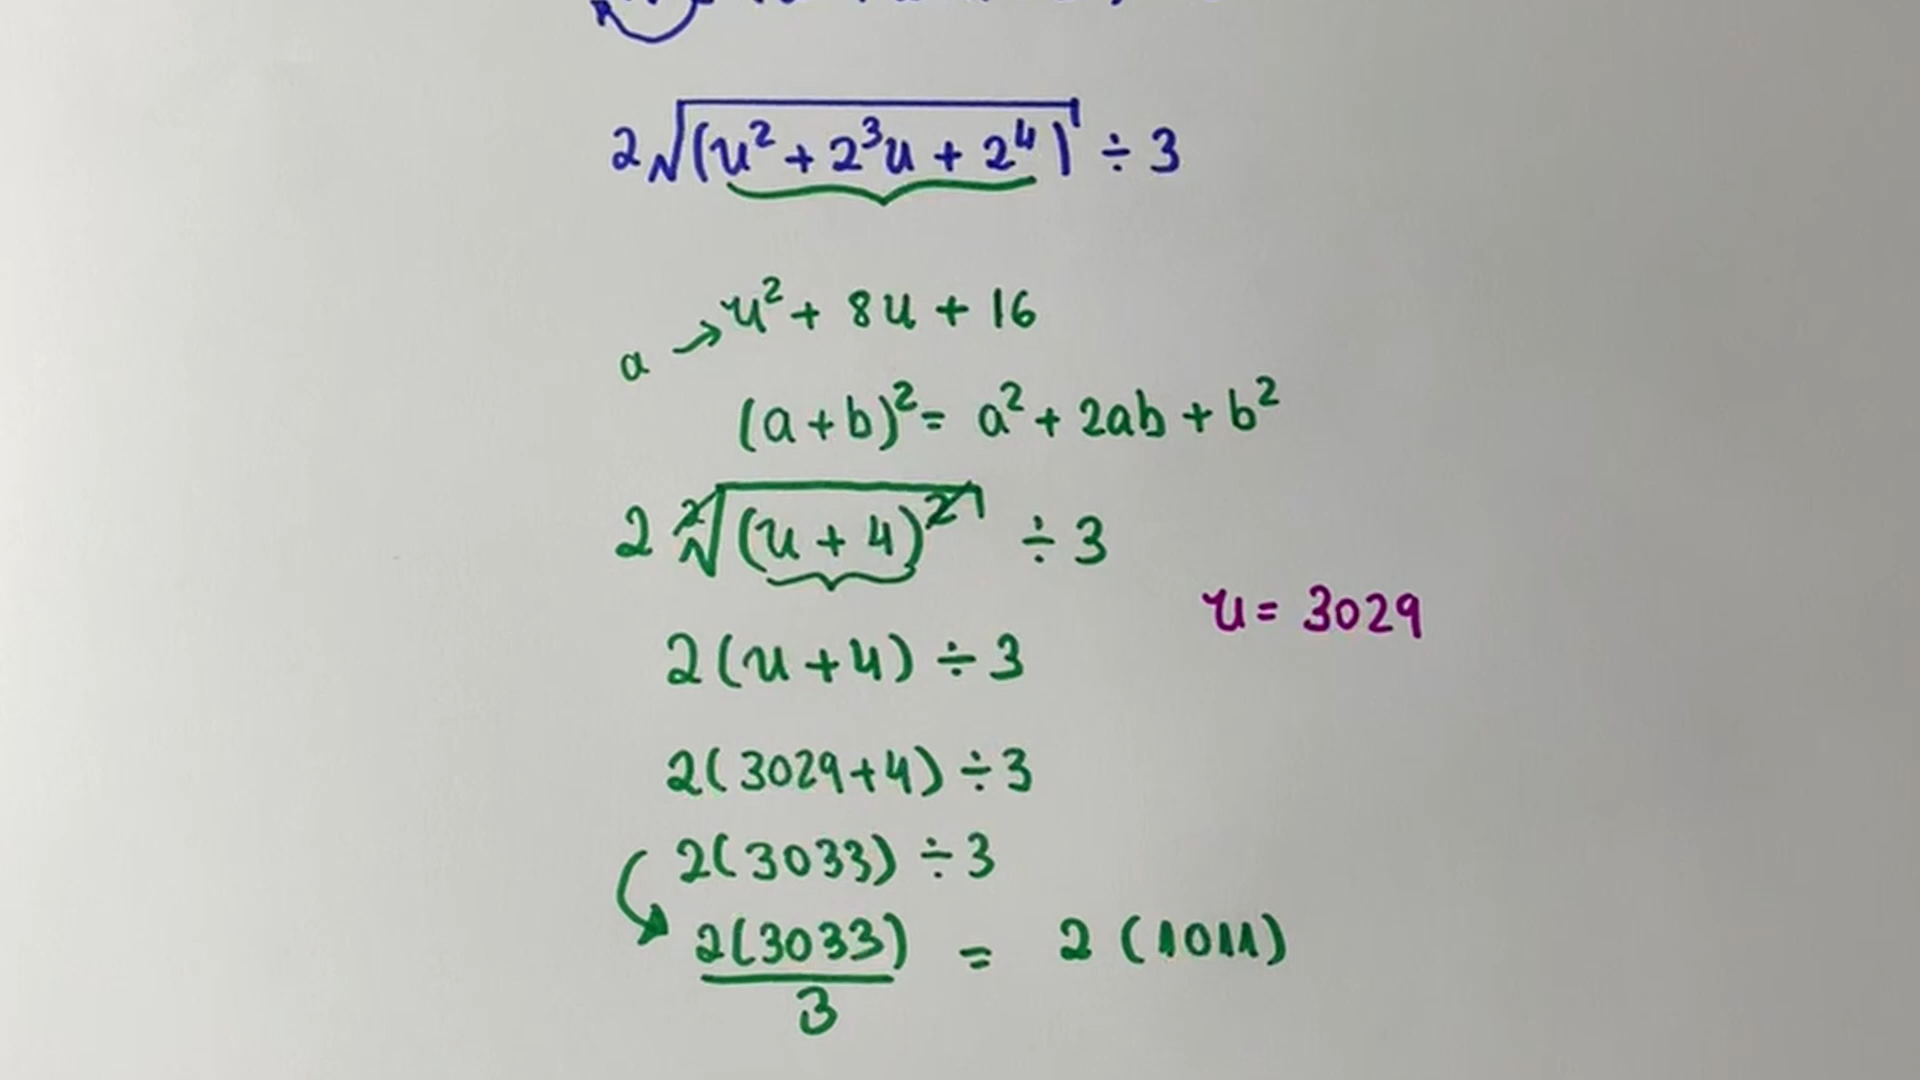 2√(u² + 2³u + 2⁴) ÷ 3
a → u² + 8u + 16
(a + b)² = a² + 2ab + b²
2 ²√(u + 4)² ÷ 3
u = 3029
2(u + 4) ÷ 3
2(3029+4) ÷ 3
2(3033) ÷ 3
2(3033)/3 = 2(1011)